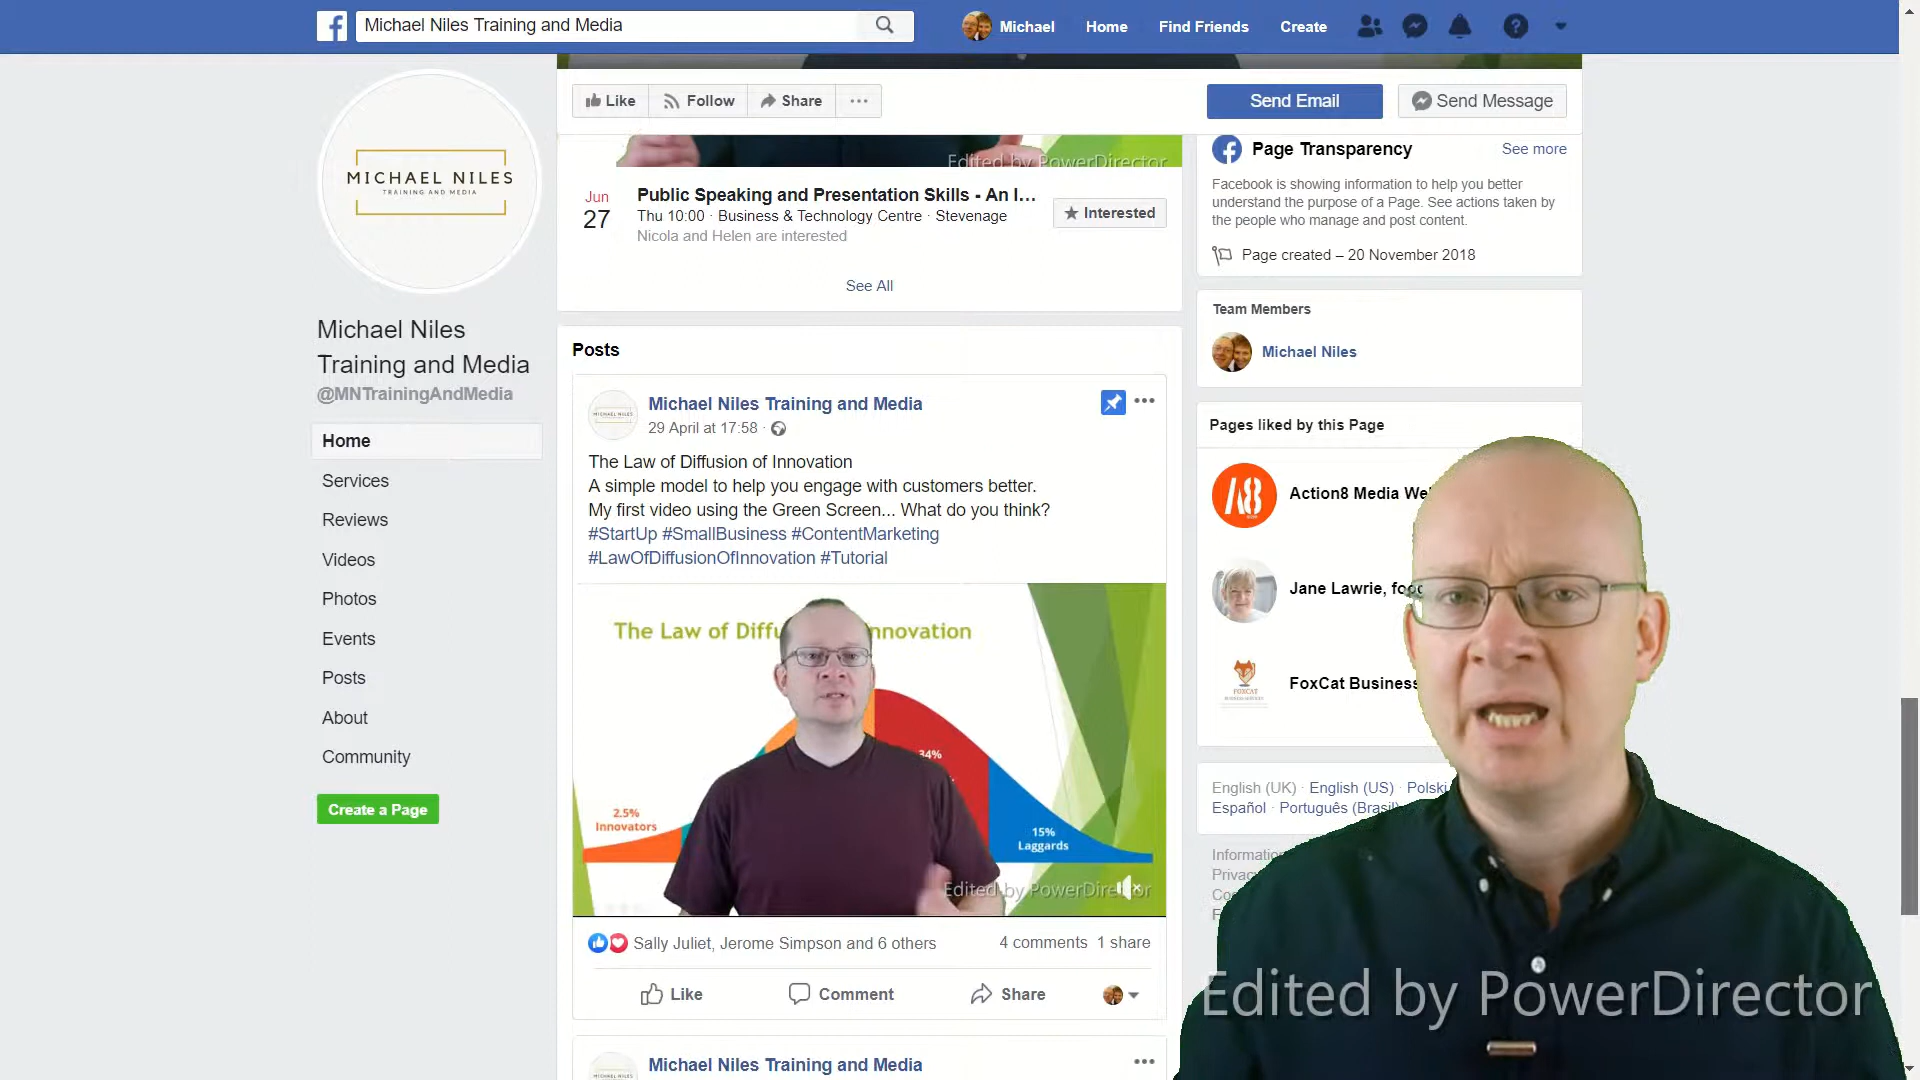 Michael Niles Training and Media
Michael
Home
Find Friends
Create
Like
Follow
Share
Send Email
Send Message
MICHAEL NILES
TRAINING AND MEDIA
Michael Niles
Training and Media
@MNTrainingAndMedia
Home
Services
Reviews
Videos
Photos
Events
Posts
About
Community
Create a Page
Edited by PowerDirector
Jun
27
Public Speaking and Presentation Skills - An I...
Thu 10:00 · Business & Technology Centre · Stevenage
Nicola and Helen are interested
Interested
See All
Posts
Michael Niles Training and Media
29 April at 17:58 ·
The Law of Diffusion of Innovation
A simple model to help you engage with customers better.
My first video using the Green Screen... What do you think?
#StartUp #SmallBusiness #ContentMarketing
#LawOfDiffusionOfInnovation #Tutorial
The Law of Diffu nnovation
34%
2.5%
Innovators
15%
Laggards
Edited by PowerDirector
Sally Juliet, Jerome Simpson and 6 others
4 comments 1 share
Like
Comment
Share
Michael Niles Training and Media
Page Transparency
See more
Facebook is showing information to help you better
understand the purpose of a Page. See actions taken by
the people who manage and post content.
Page created – 20 November 2018
Team Members
Michael Niles
Pages liked by this Page
Action8 Media We
Jane Lawrie, food
FOXCAT
FoxCat Business
English (UK) · English (US) · Polski
Español · Português (Brasil)
Informatio
Privac
Edited by PowerDirector